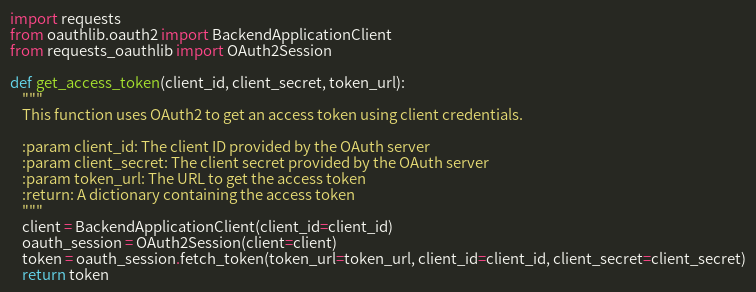 import requests
from oauthlib.oauth2 import BackendApplicationClient
from requests_oauthlib import OAuth2Session

def get_access_token(client_id, client_secret, token_url):
    """
    This function uses OAuth2 to get an access token using client credentials.

    :param client_id: The client ID provided by the OAuth server
    :param client_secret: The client secret provided by the OAuth server
    :param token_url: The URL to get the access token
    :return: A dictionary containing the access token
    """
    client = BackendApplicationClient(client_id=client_id)
    oauth_session = OAuth2Session(client=client)
    token = oauth_session.fetch_token(token_url=token_url, client_id=client_id, client_secret=client_secret)
    return token